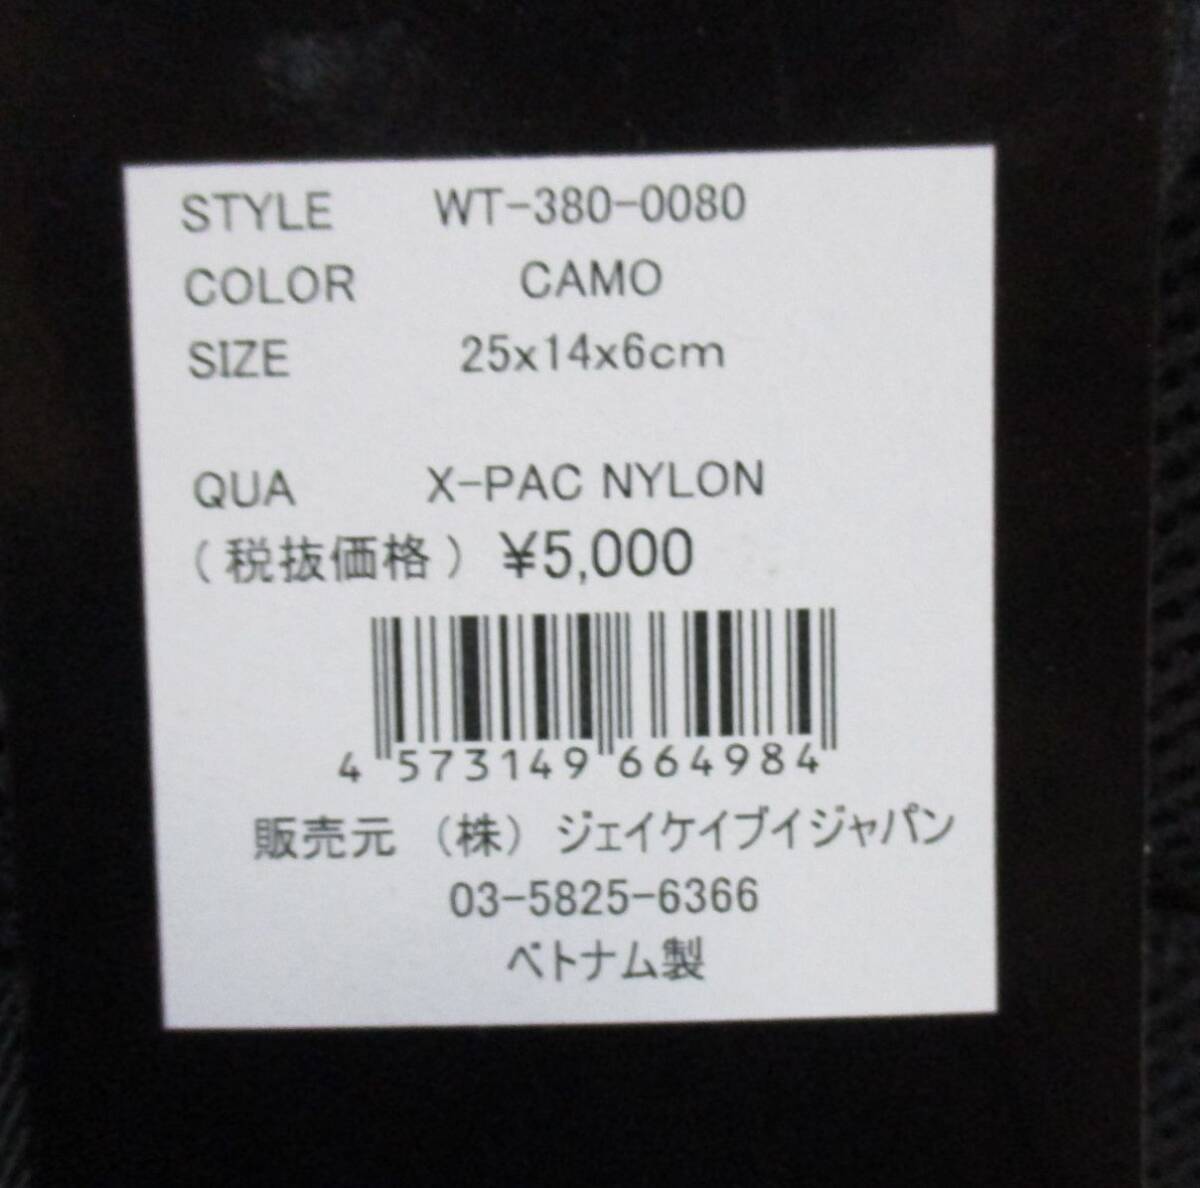 STYLE WT-380-0080
COLOR CAMO
SIZE 25x14x6cm
QUA X-PAC NYLON
(税抜価格) ¥5,000
4 573149 664984
販売元 (株) ジェイケイブイジャパン
03-5825-6366
ベトナム製